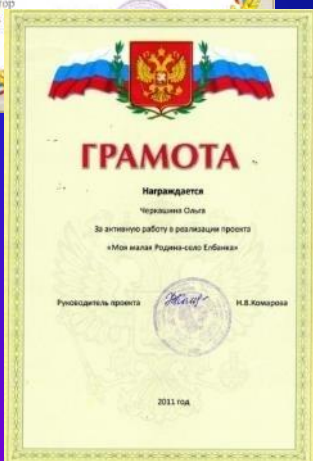 тор
ГРАМОТА
Награждается
Черкашина Ольга
За активную работу в реализации проекта
«Моя малая Родина-село Елбанка»
Руководитель проекта
Н.В.Комарова
2011 год